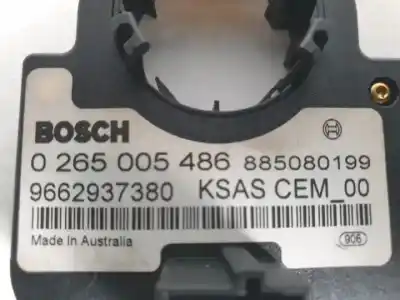 BOSCH
0 265 005 486 885080199
9662937380 KSAS CEM_00
Made in Australia
906